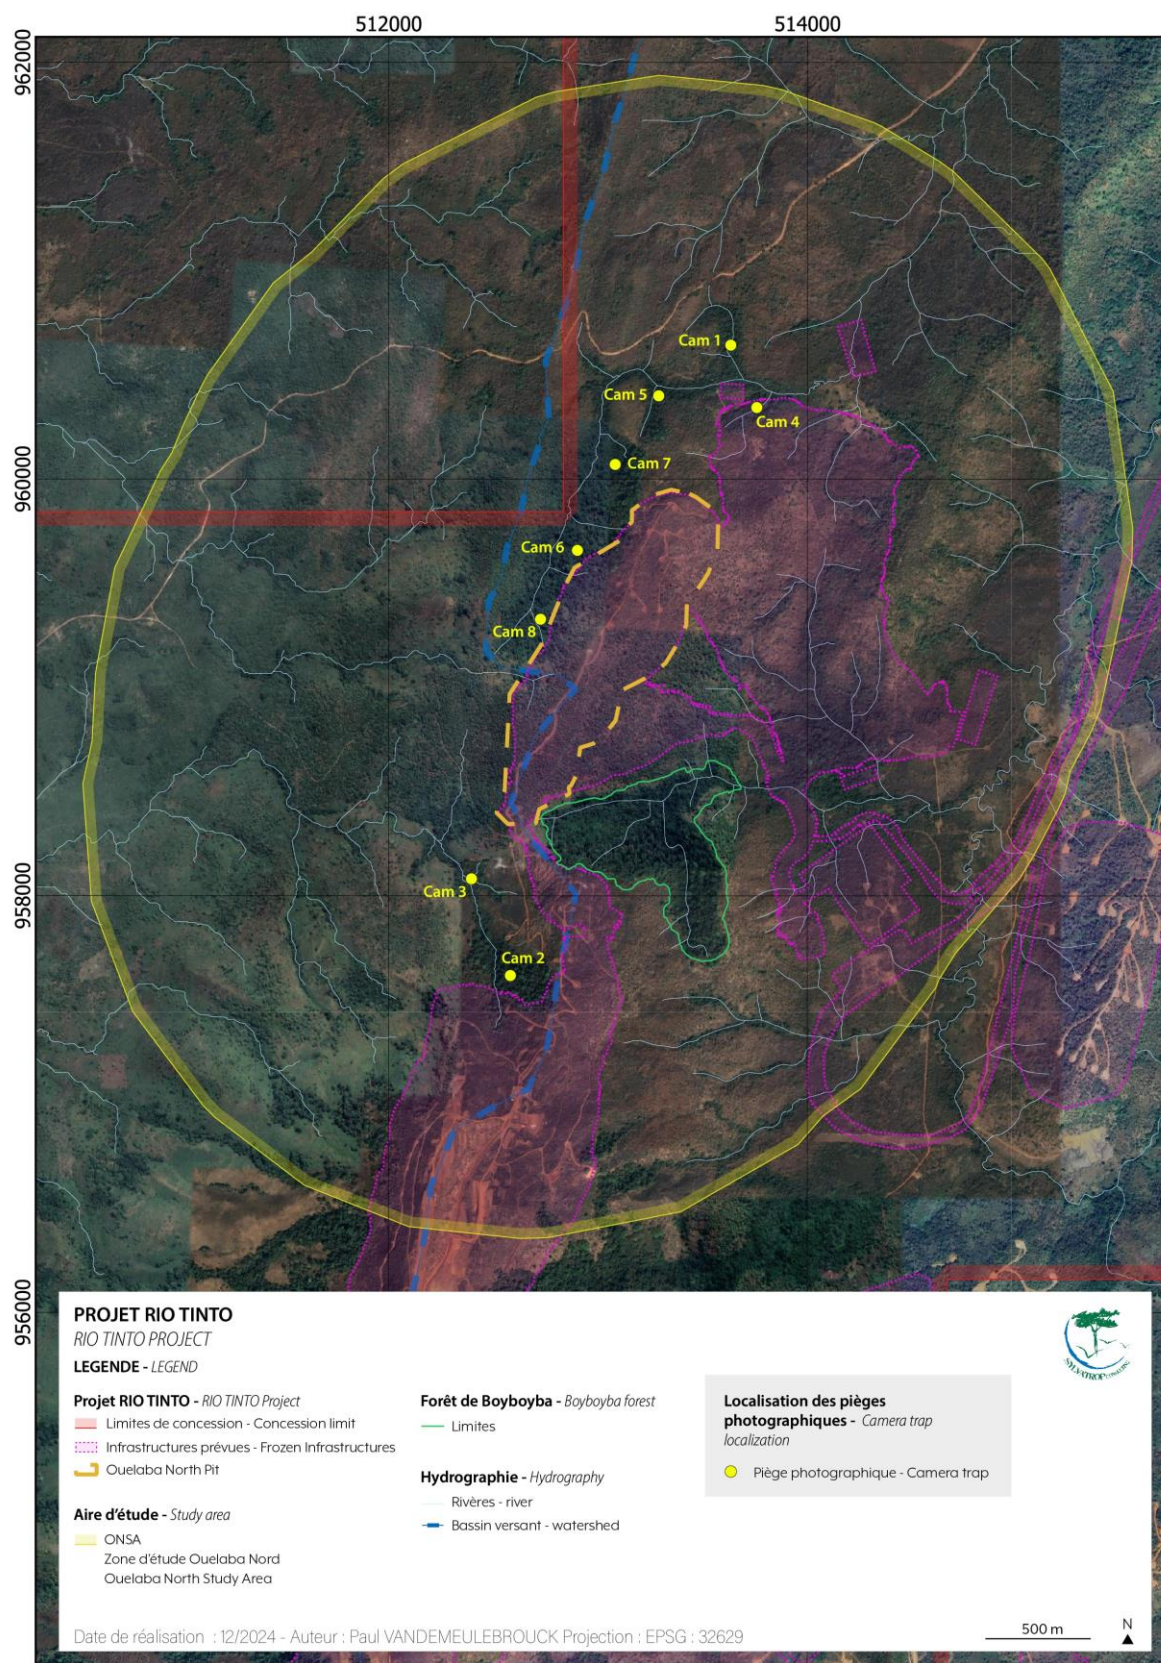 512000
514000
962000
Cam 1
Cam 5
Cam 4
Cam 7
960000
Cam 6
Cam 8
958000
Cam 3
Cam 2
956000
PROJET RIO TINTO
RIO TINTO PROJECT
LEGENDE - LEGEND
Projet RIO TINTO - RIO TINTO Project
Limites de concession - Concession limit
Infrastructures prévues - Frozen Infrastructures
Ouelaba North Pit
Aire d'étude - Study area
ONSA
Zone d'étude Ouelaba Nord
Ouelaba North Study Area
Forêt de Boyboyba - Boyboyba forest
Limites
Hydrographie - Hydrography
Rivières - river
Bassin versant - watershed
Localisation des pièges
photographiques - Camera trap
localization
Piège photographique - Camera trap
SYLVATROP CONSULTING
Date de réalisation : 12/2024 - Auteur : Paul VANDEMEULEBROUCK Projection : EPSG : 32629
500 m
N